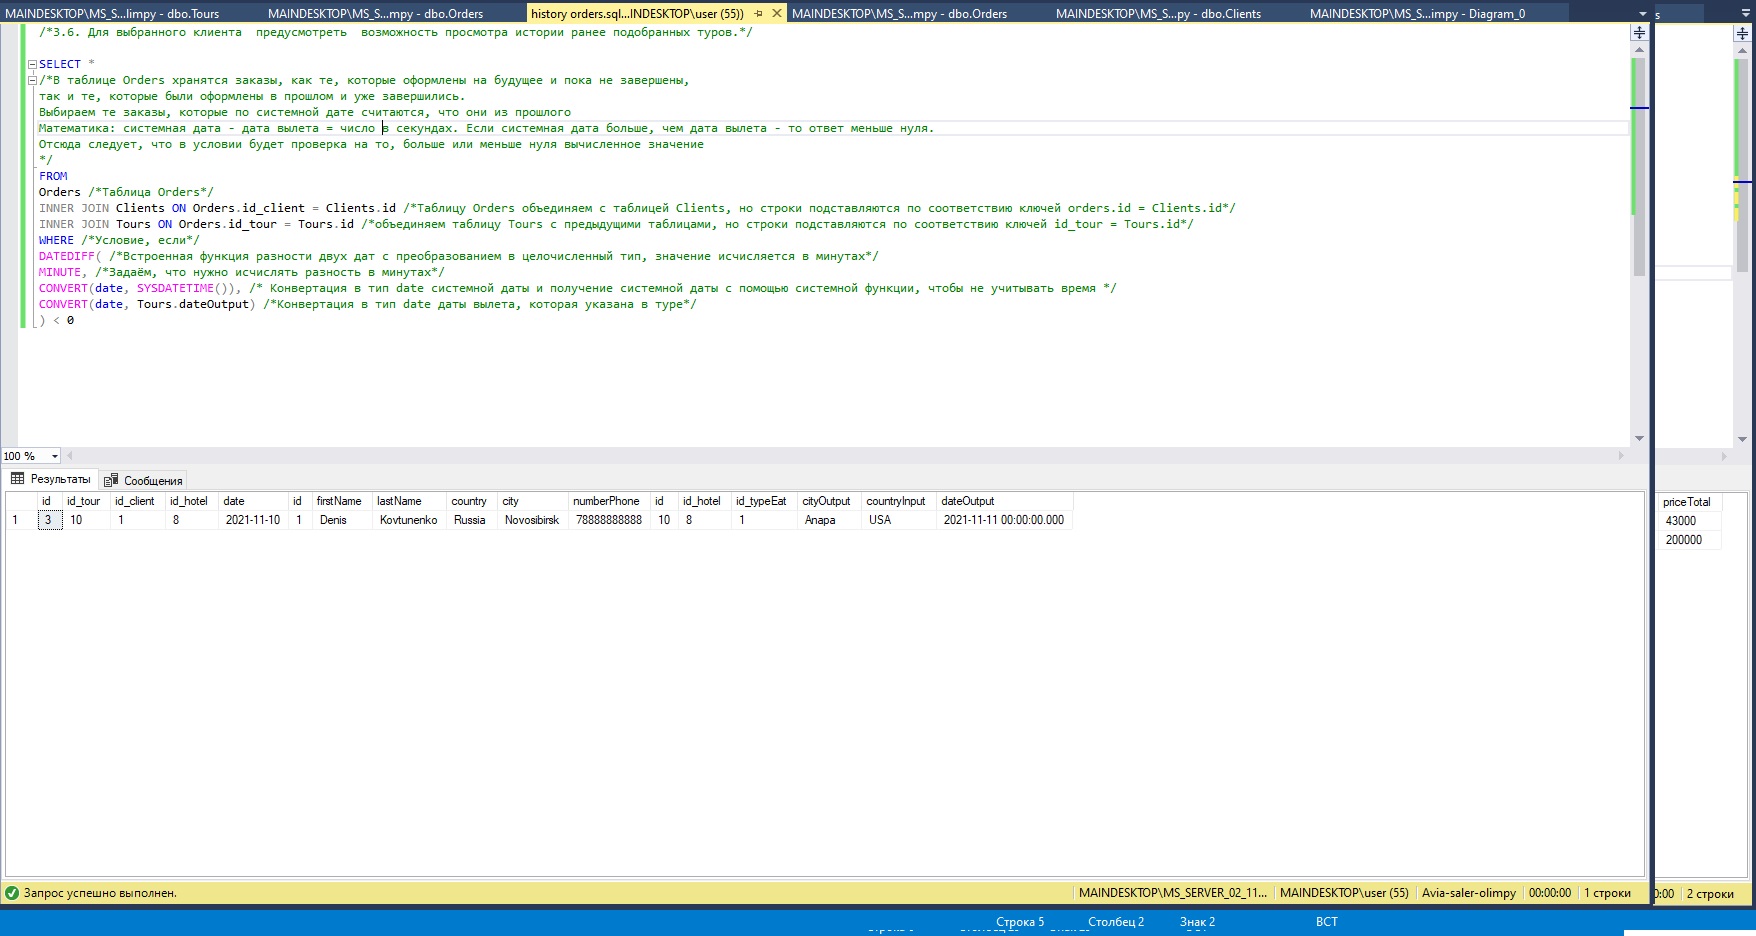 MAINDESKTOP\MS_S...limpy - dbo.Tours
MAINDESKTOP\MS_S...mpy - dbo.Orders
history orders.sql...INDESKTOP\user (55))
MAINDESKTOP\MS_S...mpy - dbo.Orders
MAINDESKTOP\MS_S...py - dbo.Clients
MAINDESKTOP\MS_S...impy - Diagram_0
s
/*3.6. Для выбранного клиента  предусмотреть  возможность просмотра истории ранее подобранных туров.*/
SELECT *
/*В таблице Orders хранятся заказы, как те, которые оформлены на будущее и пока не завершены,
так и те, которые были оформлены в прошлом и уже завершились.
Выбираем те заказы, которые по системной дате считаются, что они из прошлого
Математика: системная дата - дата вылета = число в секундах. Если системная дата больше, чем дата вылета - то ответ меньше нуля.
Отсюда следует, что в условии будет проверка на то, больше или меньше нуля вычисленное значение
*/
FROM
Orders /*Таблица Orders*/
INNER JOIN Clients ON Orders.id_client = Clients.id /*Таблицу Orders объединяем с таблицей Clients, но строки подставляются по соответствию ключей orders.id = Clients.id*/
INNER JOIN Tours ON Orders.id_tour = Tours.id /*объединяем таблицу Tours с предыдущими таблицами, но строки подставляются по соответствию ключей id_tour = Tours.id*/
WHERE /*Условие, если*/
DATEDIFF( /*Встроенная функция разности двух дат с преобразованием в целочисленный тип, значение исчисляется в минутах*/
MINUTE, /*Задаём, что нужно исчислять разность в минутах*/
CONVERT(date, SYSDATETIME()), /* Конвертация в тип date системной даты и получение системной даты с помощью системной функции, чтобы не учитывать время */
CONVERT(date, Tours.dateOutput) /*Конвертация в тип date даты вылета, которая указана в туре*/
) < 0
100 %
Результаты
Сообщения
id id_tour id_client id_hotel date id firstName lastName country city numberPhone id id_hotel id_typeEat cityOutput countryInput dateOutput
1 3 10 1 8 2021-11-10 1 Denis Kovtunenko Russia Novosibirsk 78888888888 10 8 1 Anapa USA 2021-11-11 00:00:00.000
priceTotal
43000
200000
Запрос успешно выполнен.
MAINDESKTOP\MS_SERVER_02_11...
MAINDESKTOP\user (55)
Avia-saler-olimpy
00:00:00
1 строки
0:00
2 строки
Строка 5
Столбец 2
Знак 2
ВСТ